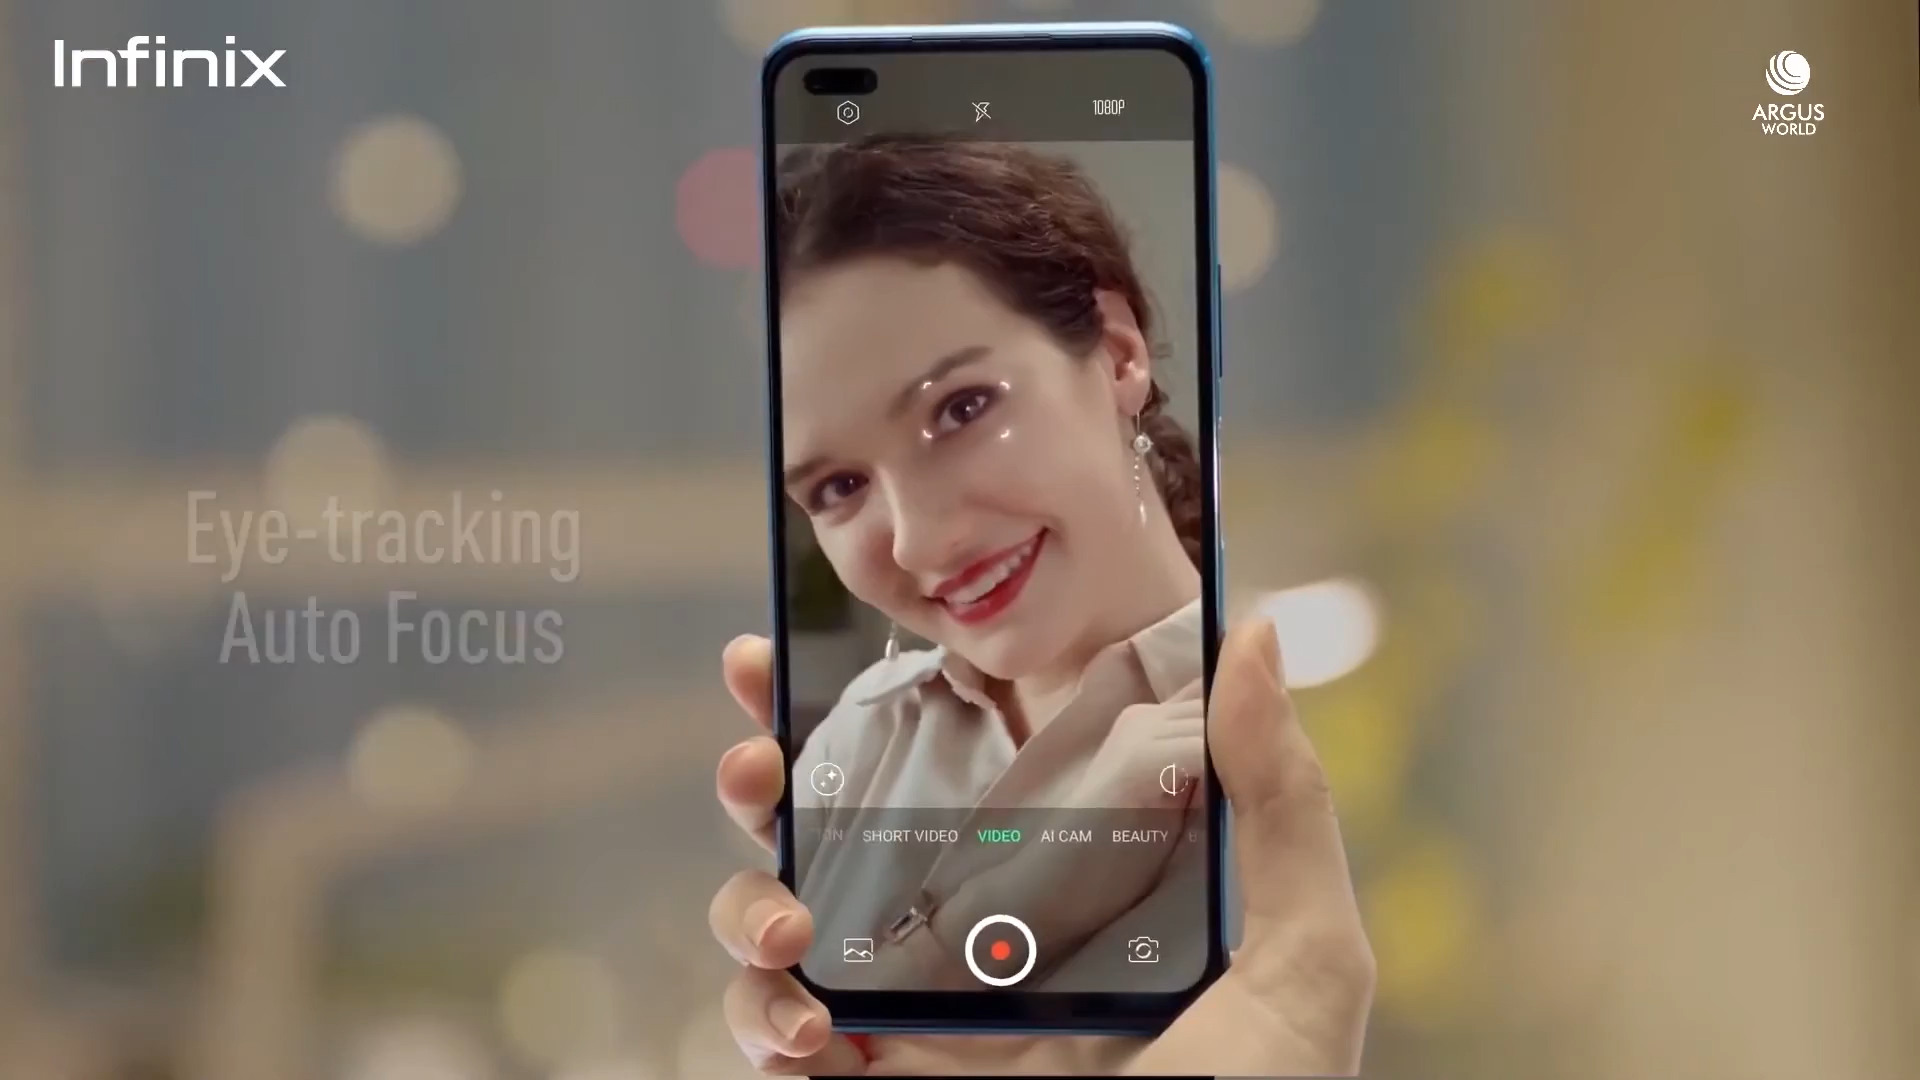 Infinix
ARGUS
WORLD
1080P
Eye-tracking
Auto Focus
SHORT VIDEO VIDEO AI CAM BEAUTY